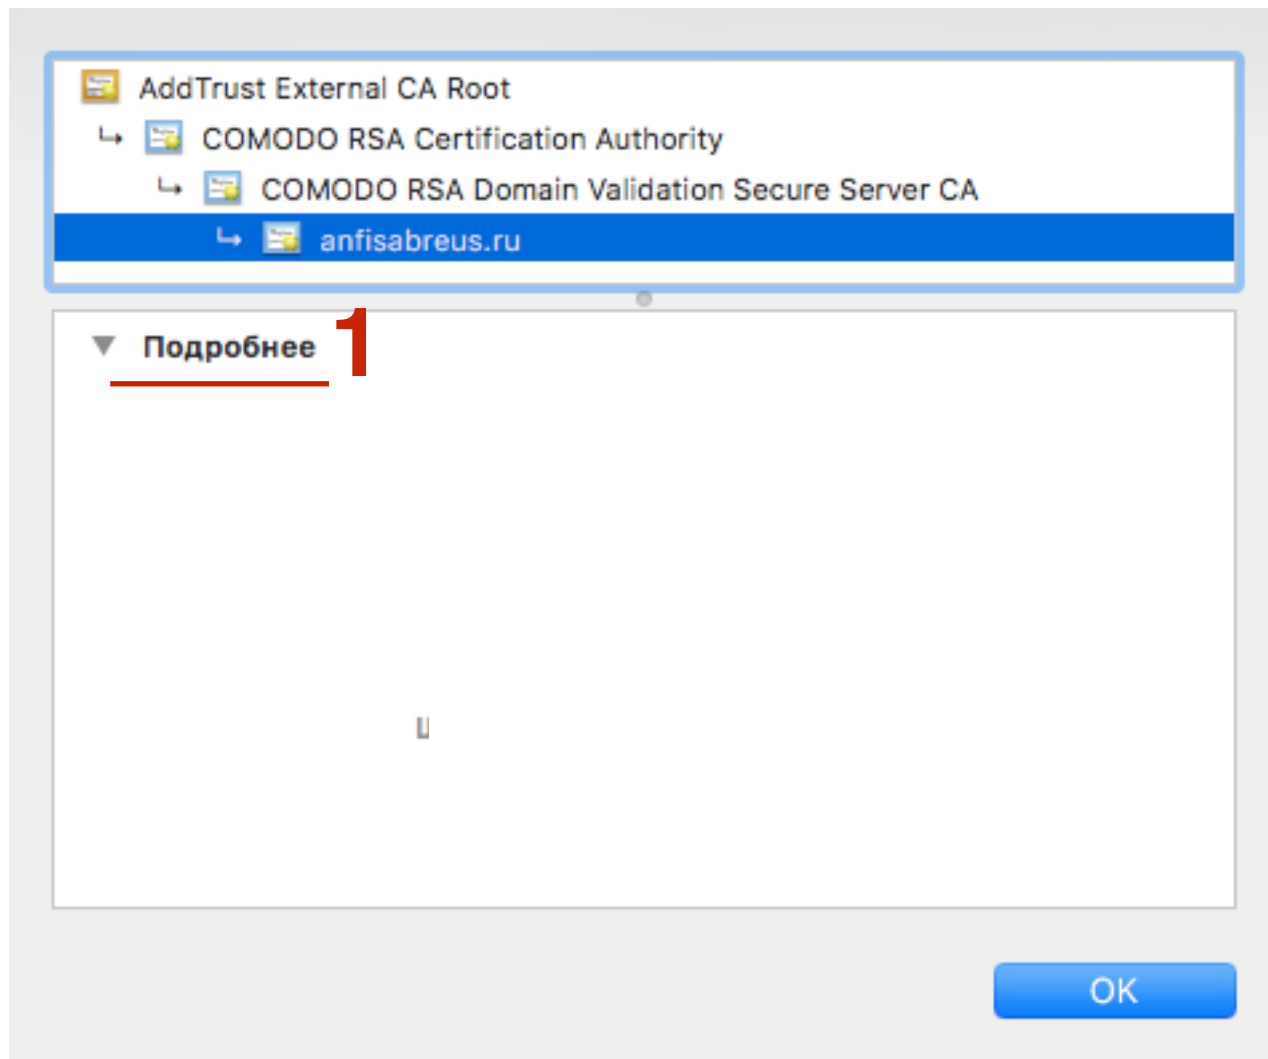 AddTrust External CA Root
COMODO RSA Certification Authority
COMODO RSA Domain Validation Secure Server CA
anfisabreus.ru
Подробнее 1
OK